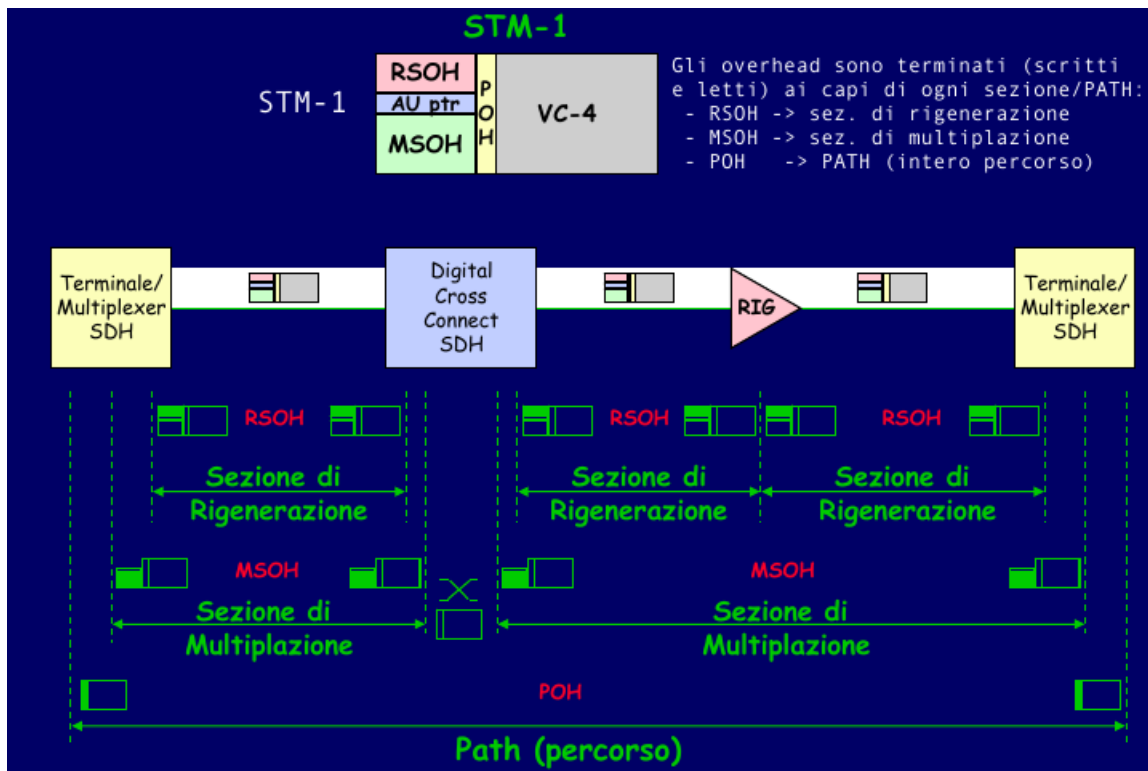 STM-1
STM-1
RSOH
AU ptr
MSOH
P
O
H
VC-4
Gli overhead sono terminati (scritti
e letti) ai capi di ogni sezione/PATH:
- RSOH -> sez. di rigenerazione
- MSOH -> sez. di multiplazione
- POH -> PATH (intero percorso)
Terminale/
Multiplexer
SDH
Digital
Cross
Connect
SDH
RIG
Terminale/
Multiplexer
SDH
RSOH
RSOH
RSOH
Sezione di
Rigenerazione
Sezione di
Rigenerazione
Sezione di
Rigenerazione
MSOH
MSOH
Sezione di
Multiplazione
Sezione di
Multiplazione
POH
Path (percorso)